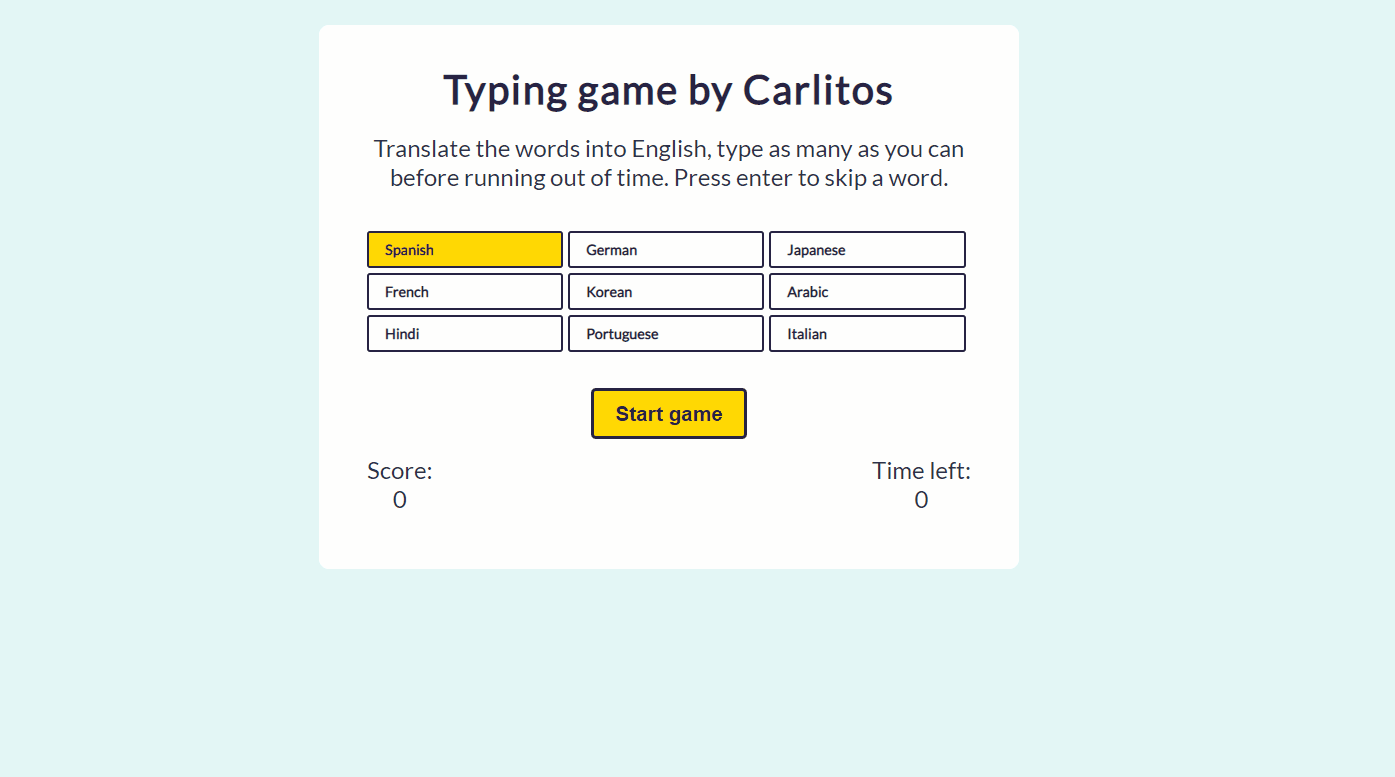 Typing game by Carlitos
Translate the words into English, type as many as you can
before running out of time. Press enter to skip a word.
Spanish German Japanese
French Korean Arabic
Hindi Portuguese Italian
Start game
Score: Time left:
0 0